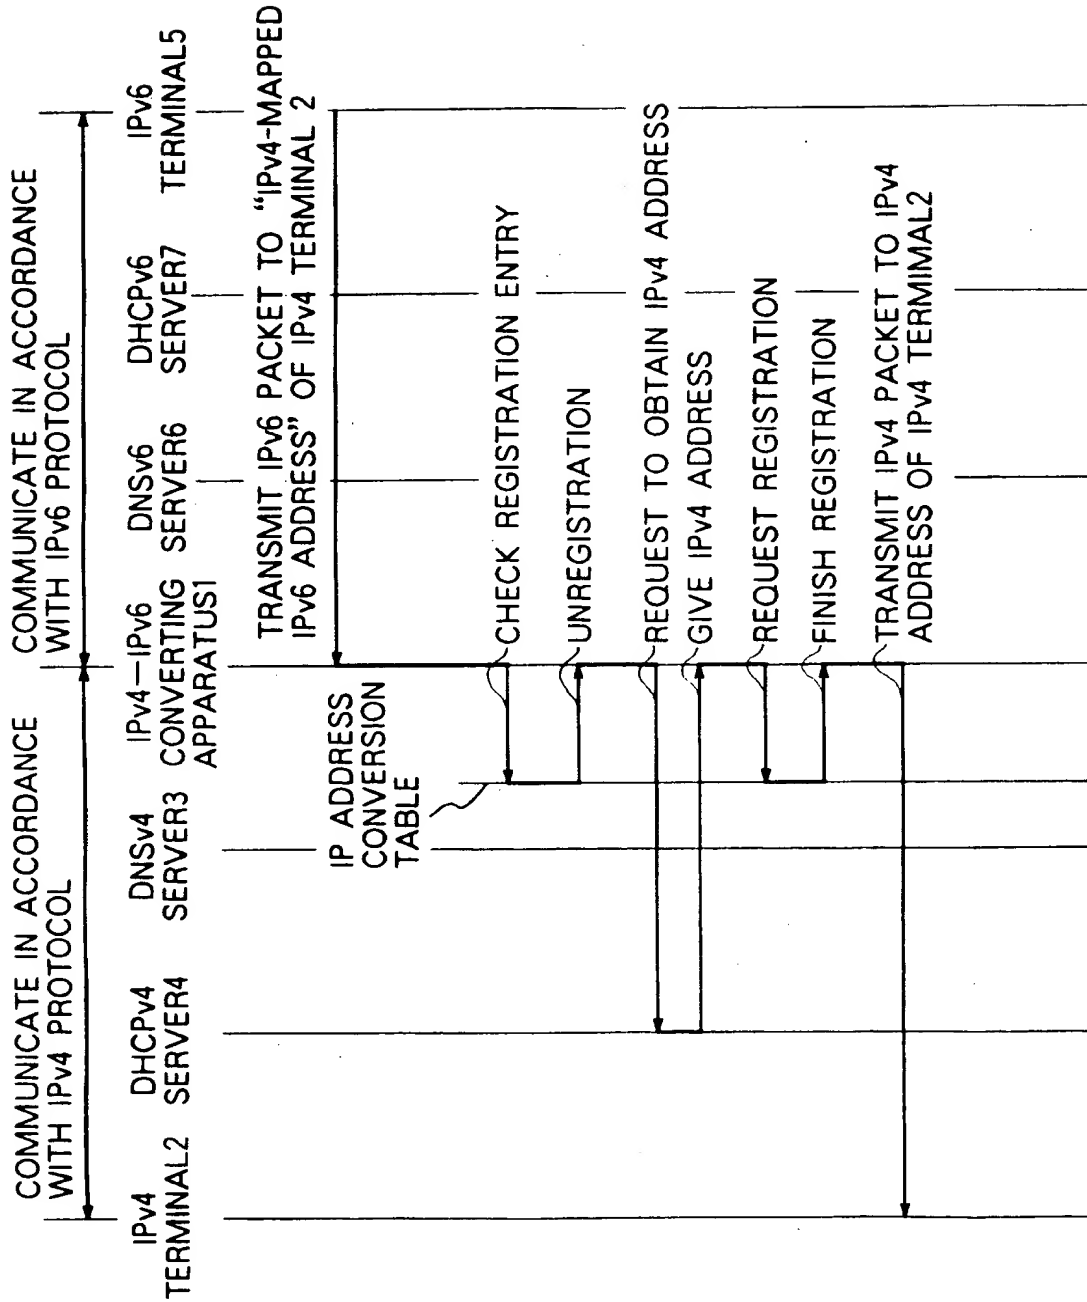 COMMUNICATE IN ACCORDANCE
WITH IPv4 PROTOCOL
COMMUNICATE IN ACCORDANCE
WITH IPv6 PROTOCOL
IPv4
TERMINAL2
DHCPv4
SERVER4
DNSv4
SERVER3
IPv4—IPv6
CONVERTING
APPARATUS1
DNSv6
SERVER6
DHCPv6
SERVER7
IPv6
TERMINAL5
TRANSMIT IPv6 PACKET TO "IPv4-MAPPED
IPv6 ADDRESS" OF IPv4 TERMINAL 2
IP ADDRESS
CONVERSION
TABLE
CHECK REGISTRATION ENTRY
UNREGISTRATION
REQUEST TO OBTAIN IPv4 ADDRESS
GIVE IPv4 ADDRESS
REQUEST REGISTRATION
FINISH REGISTRATION
TRANSMIT IPv4 PACKET TO IPv4
ADDRESS OF IPv4 TERMIMAL2